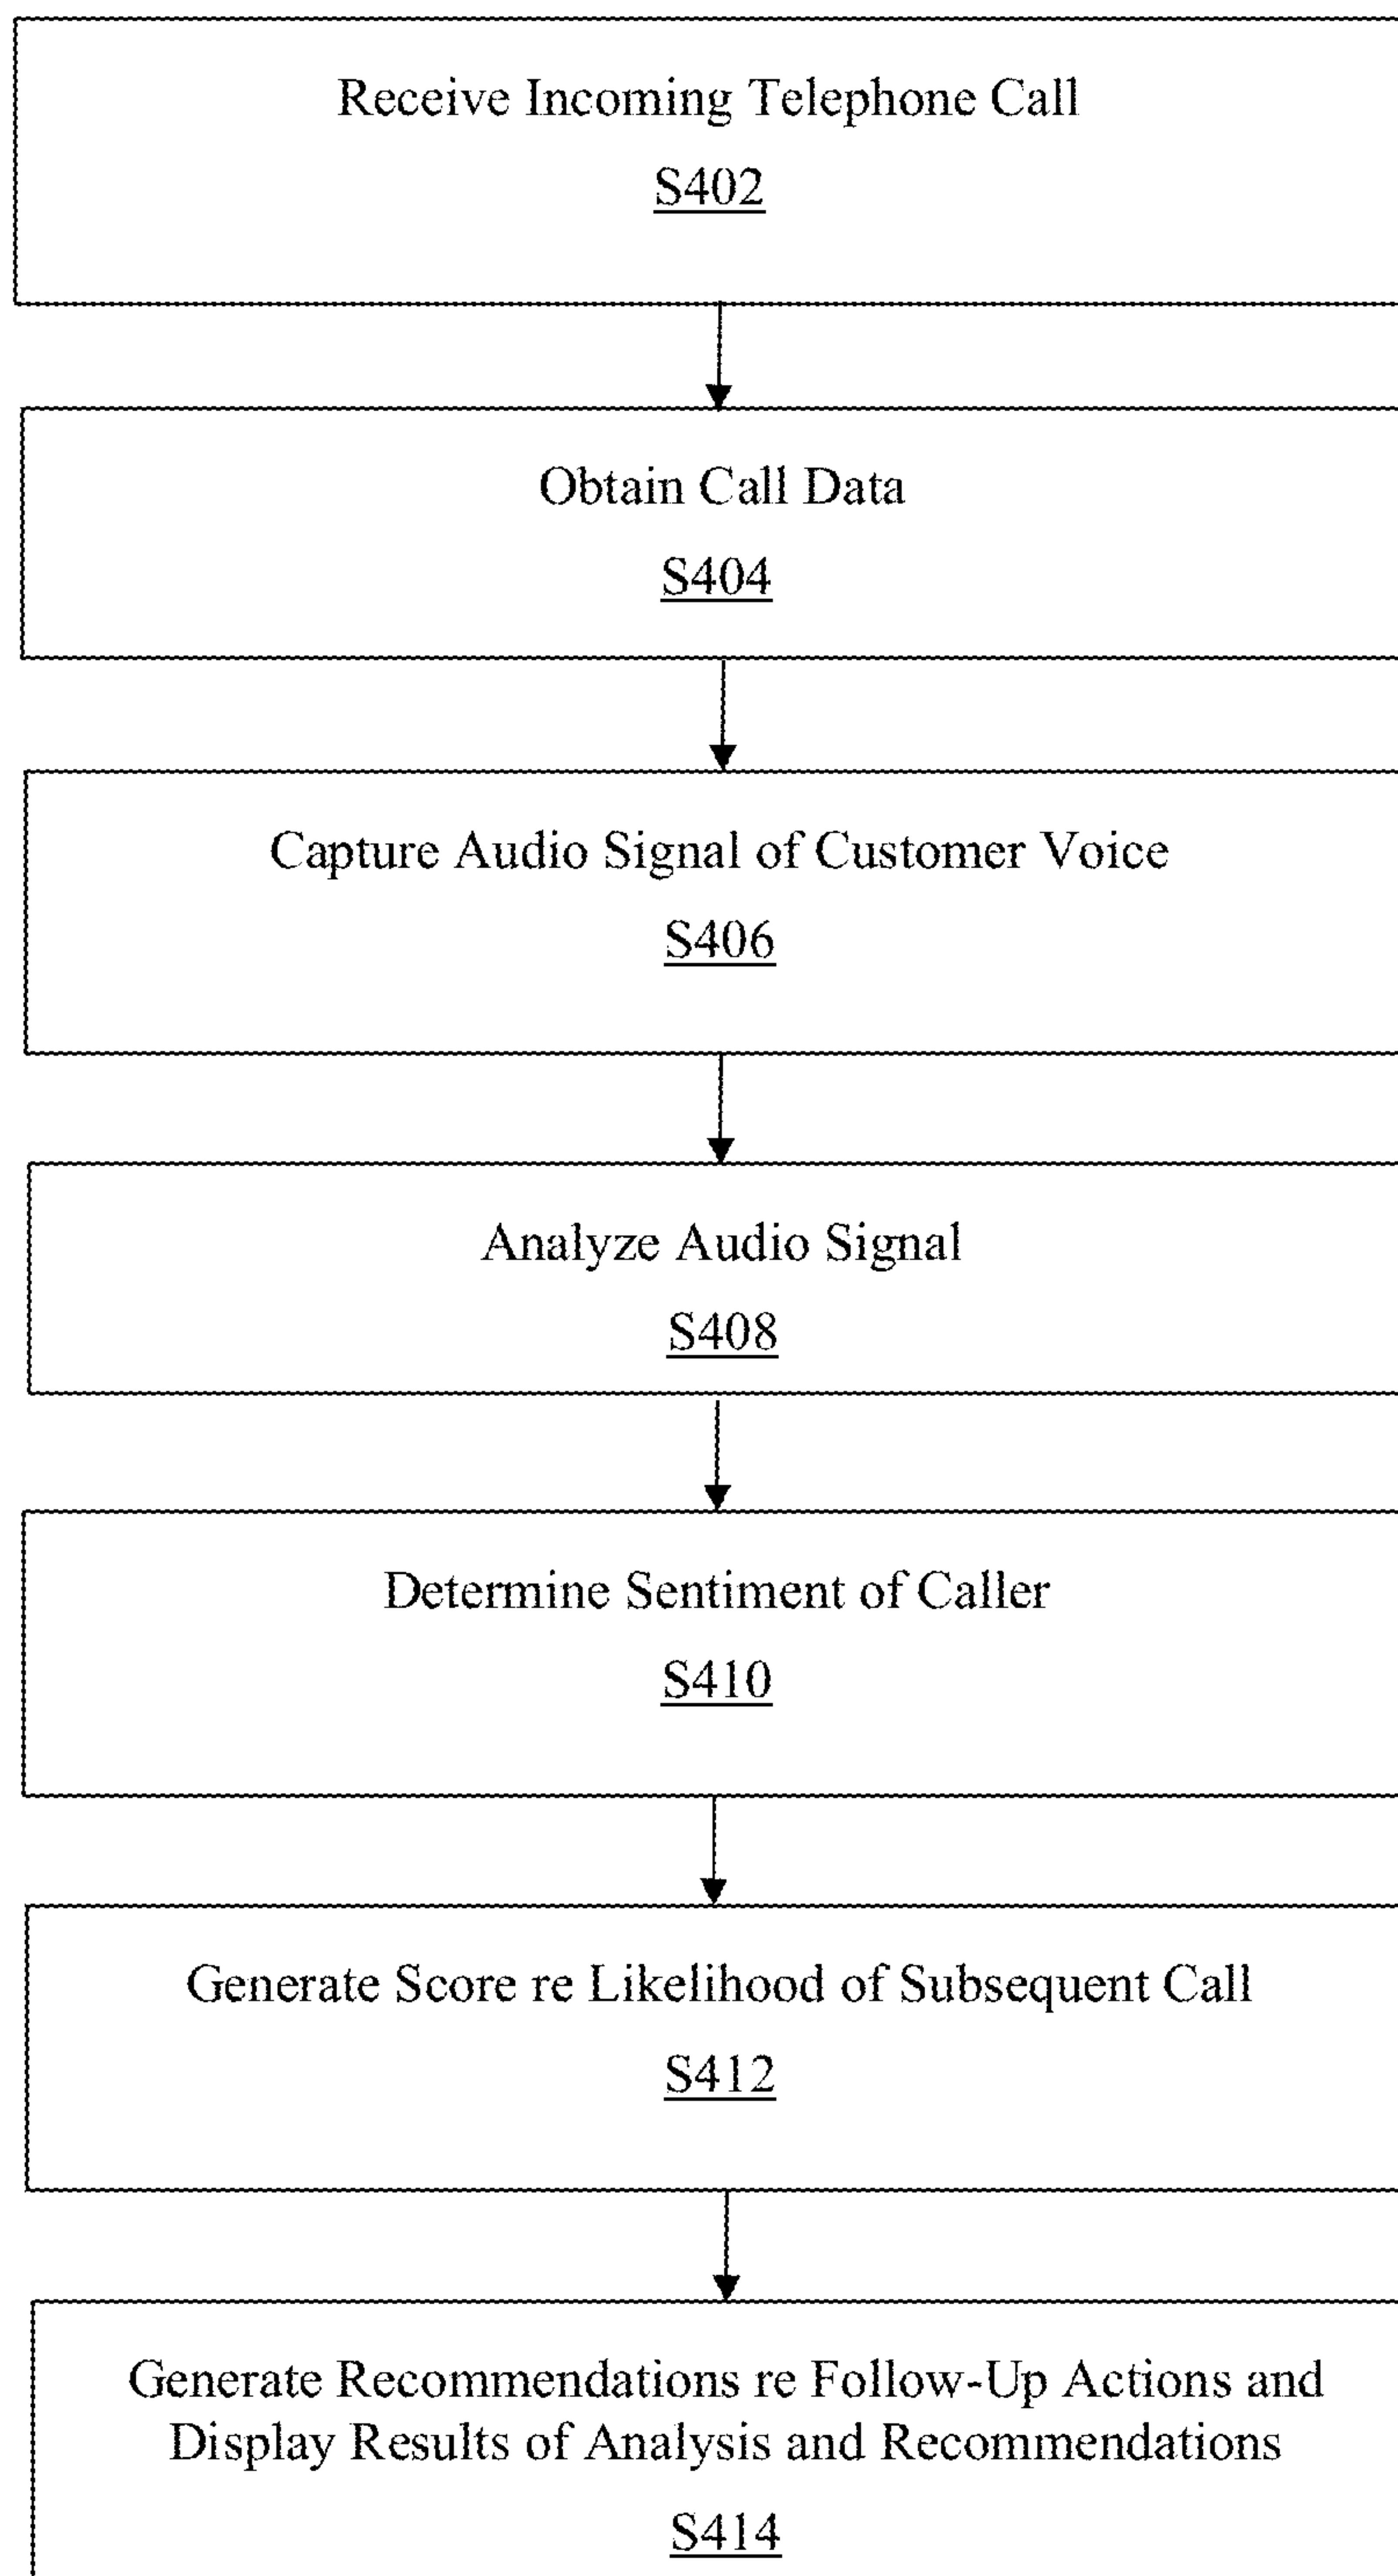 Receive Incoming Telephone Call
S402
Obtain Call Data
S404
Capture Audio Signal of Customer Voice
S406
Analyze Audio Signal
S408
Determine Sentiment of Caller
S410
Generate Score re Likelihood of Subsequent Call
S412
Generate Recommendations re Follow-Up Actions and
Display Results of Analysis and Recommendations
S414